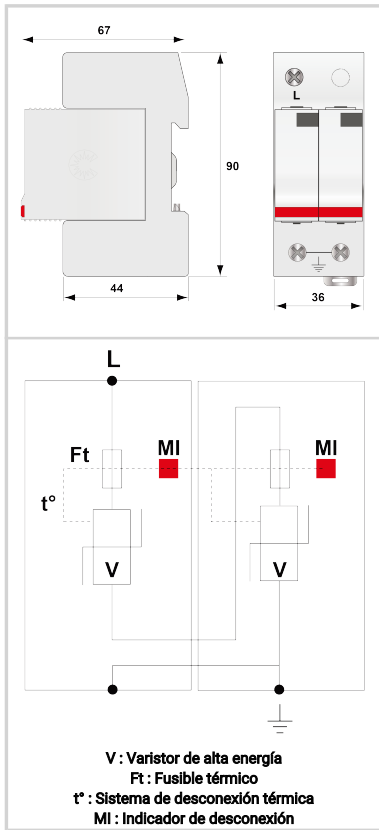 67
L
90
44
36
L
Ft
MI
MI
t°
V
V
V : Varistor de alta energía
Ft : Fusible térmico
t° : Sistema de desconexión térmica
MI : Indicador de desconexión